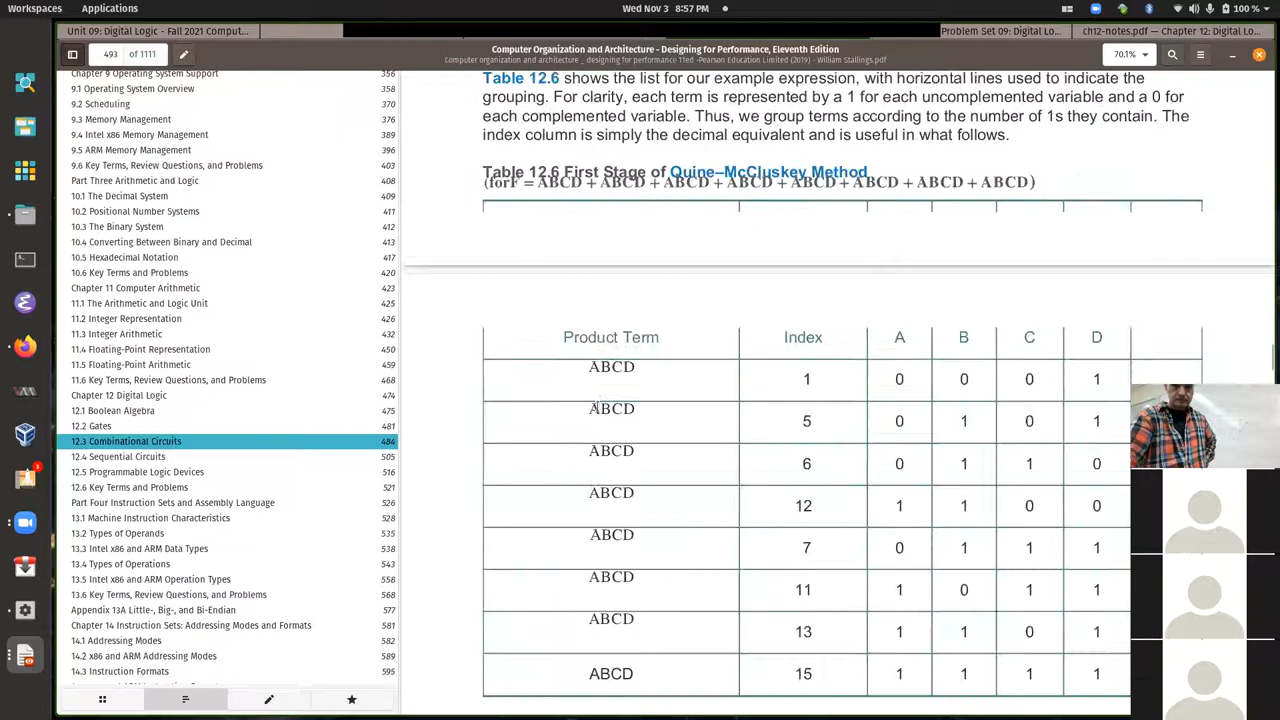 Workspaces Applications Wed Nov 3 8:57 PM 100 %
Unit 09: Digital Logic - Fall 2021 Comput... Problem Set 09: Digital Lo... ch12-notes.pdf — Chapter 12: Digital Lo...
493 of 1111 Computer Organization and Architecture - Designing for Performance, Eleventh Edition 70.1%
Computer organization and architecture _ designing for performance 11ed -Pearson Education Limited (2019) - William Stallings.pdf
Chapter 9 Operating System Support 356
9.1 Operating System Overview 358
9.2 Scheduling 370
9.3 Memory Management 376
9.4 Intel x86 Memory Management 389
9.5 ARM Memory Management 396
9.6 Key Terms, Review Questions, and Problems 403
Part Three Arithmetic and Logic 408
10.1 The Decimal System 409
10.2 Positional Number Systems 411
10.3 The Binary System 412
10.4 Converting Between Binary and Decimal 413
10.5 Hexadecimal Notation 417
10.6 Key Terms and Problems 420
Chapter 11 Computer Arithmetic 423
11.1 The Arithmetic and Logic Unit 425
11.2 Integer Representation 426
11.3 Integer Arithmetic 432
11.4 Floating-Point Representation 450
11.5 Floating-Point Arithmetic 459
11.6 Key Terms and Problems 468
Chapter 12 Digital Logic 474
12.1 Boolean Algebra 475
12.2 Gates 481
12.3 Combinational Circuits 484
12.4 Sequential Circuits 505
12.5 Programmable Logic Devices 516
12.6 Key Terms and Problems 521
Part Four Instruction Sets and Assembly Language 526
13.1 Machine Instruction Characteristics 528
13.2 Types of Operands 535
13.3 Intel x86 and ARM Data Types 538
13.4 Types of Operations 543
13.5 Intel x86 and ARM Operation Types 558
13.6 Key Terms, Review Questions, and Problems 568
Appendix 13A Little-, Big-, and Bi-Endian 577
Chapter 14 Instruction Sets: Addressing Modes and Formats 581
14.1 Addressing Modes 582
14.2 x86 and ARM Addressing Modes 589
14.3 Instruction Formats 595
Table 12.6 shows the list for our example expression, with horizontal lines used to indicate the
grouping. For clarity, each term is represented by a 1 for each uncomplemented variable and a 0 for
each complemented variable. Thus, we group terms according to the number of 1s they contain. The
index column is simply the decimal equivalent and is useful in what follows.
Table 12.6 First Stage of Quine–McCluskey Method
(forF = ABCD + ABCD + ABCD + ABCD + ABCD + ABCD + ABCD + ABCD)
Product Term Index A B C D
ABCD 1 0 0 0 1
ABCD 5 0 1 0 1
ABCD 6 0 1 1 0
ABCD 12 1 1 0 0
ABCD 7 0 1 1 1
ABCD 11 1 0 1 1
ABCD 13 1 1 0 1
ABCD 15 1 1 1 1
3